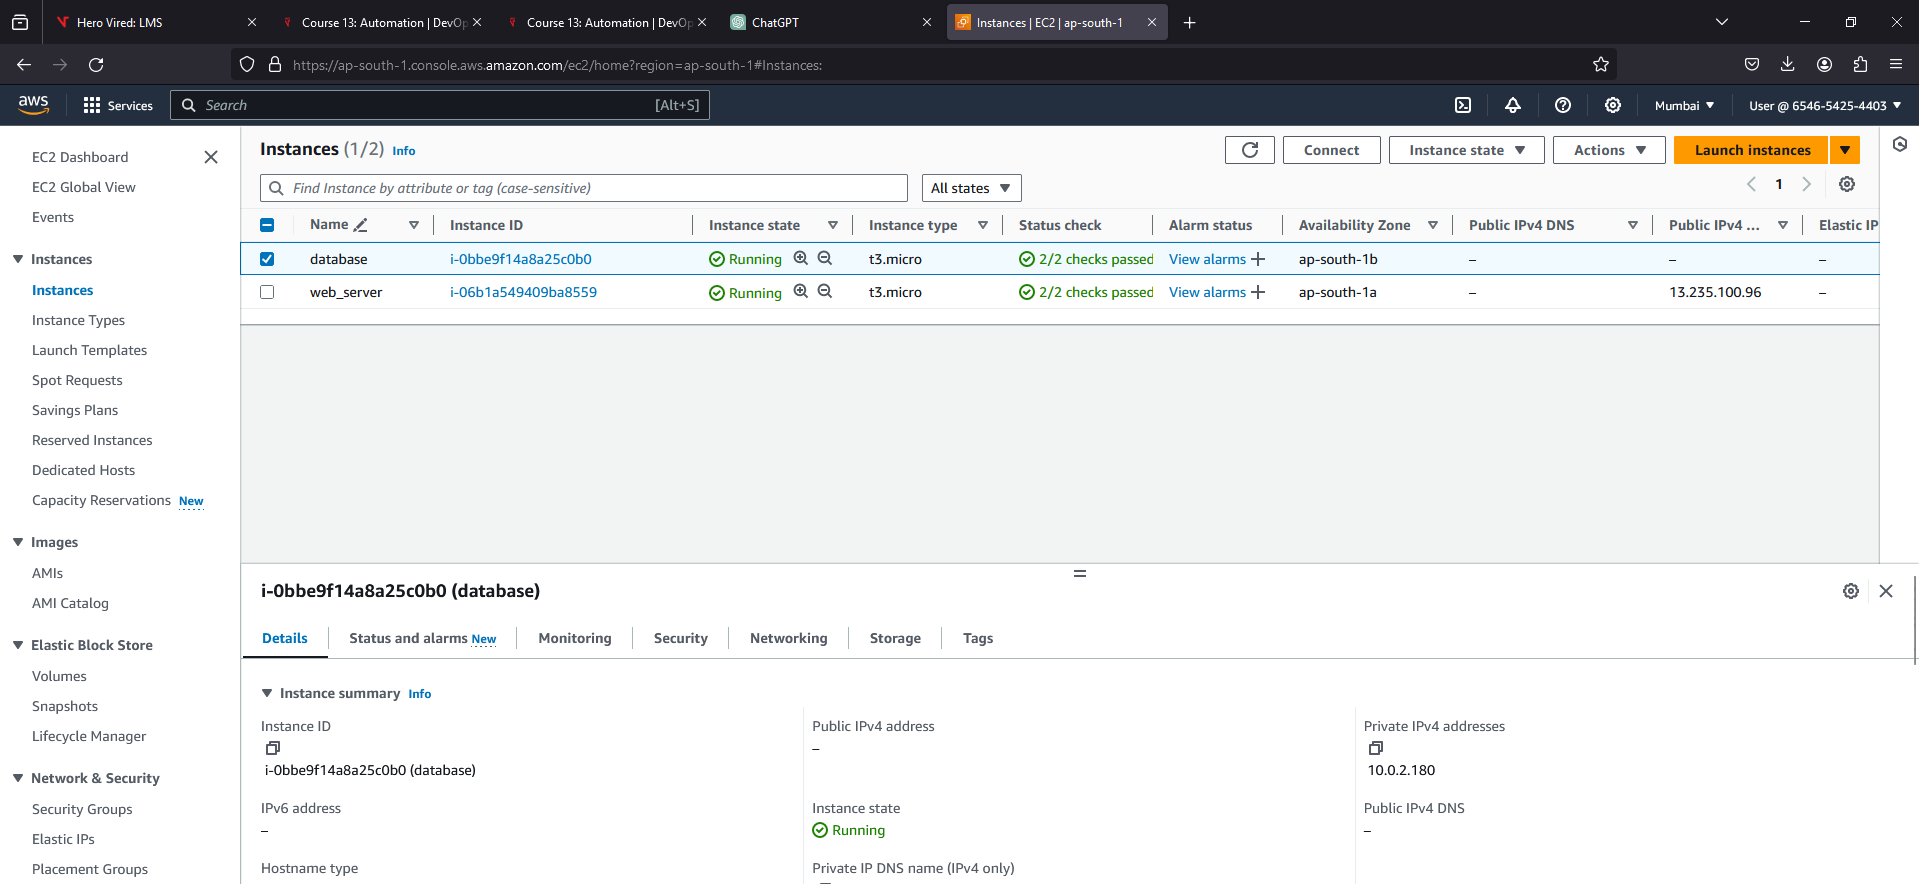 Hero Vired: LMS
Course 13: Automation | DevOp
Course 13: Automation | DevOp
ChatGPT
Instances | EC2 | ap-south-1
https://ap-south-1.console.aws.amazon.com/ec2/home?region=ap-south-1#Instances:
aws
Services
Search
[Alt+S]
Mumbai
User @ 6546-5425-4403
EC2 Dashboard
EC2 Global View
Events
Instances
Instances
Instance Types
Launch Templates
Spot Requests
Savings Plans
Reserved Instances
Dedicated Hosts
Capacity Reservations New
Images
AMIs
AMI Catalog
Elastic Block Store
Volumes
Snapshots
Lifecycle Manager
Network & Security
Security Groups
Elastic IPs
Placement Groups
Instances (1/2) Info
Connect
Instance state
Actions
Launch instances
Find Instance by attribute or tag (case-sensitive)
All states
1
Name Instance ID Instance state Instance type Status check Alarm status Availability Zone Public IPv4 DNS Public IPv4 ... Elastic IP
database i-0bbe9f14a8a25c0b0 Running t3.micro 2/2 checks passed View alarms + ap-south-1b – – –
web_server i-06b1a549409ba8559 Running t3.micro 2/2 checks passed View alarms + ap-south-1a – 13.235.100.96 –
i-0bbe9f14a8a25c0b0 (database)
Details Status and alarms New Monitoring Security Networking Storage Tags
Instance summary Info
Instance ID
i-0bbe9f14a8a25c0b0 (database)
Public IPv4 address
–
Private IPv4 addresses
10.0.2.180
IPv6 address
–
Instance state
Running
Public IPv4 DNS
–
Hostname type
Private IP DNS name (IPv4 only)